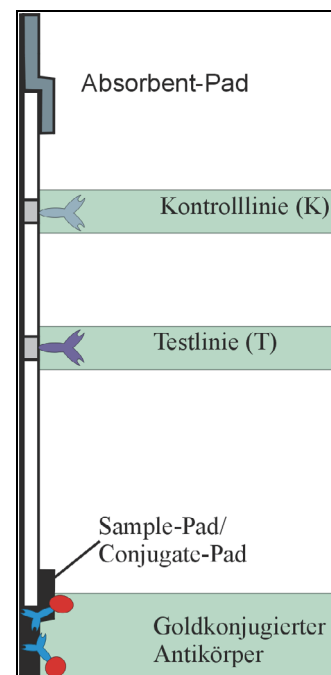 Absorbent-Pad
Kontrolllinie (K)
Testlinie (T)
Sample-Pad/
Conjugate-Pad
Goldkonjugierter
Antikörper